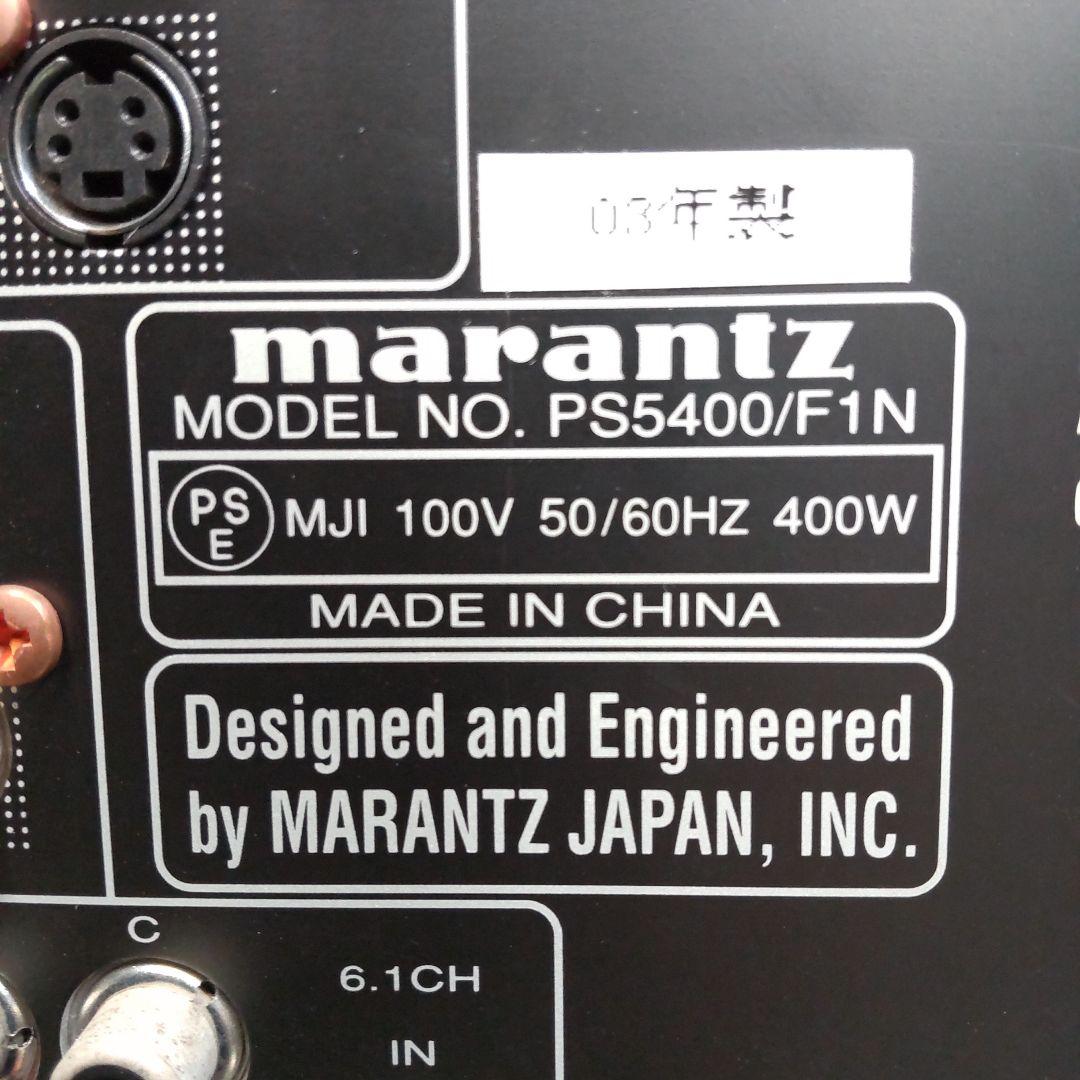 03年製
marantz
MODEL NO. PS5400/F1N
PSE MJI 100V 50/60HZ 400W
MADE IN CHINA
Designed and Engineered
by MARANTZ JAPAN, INC.
C
6.1CH
IN